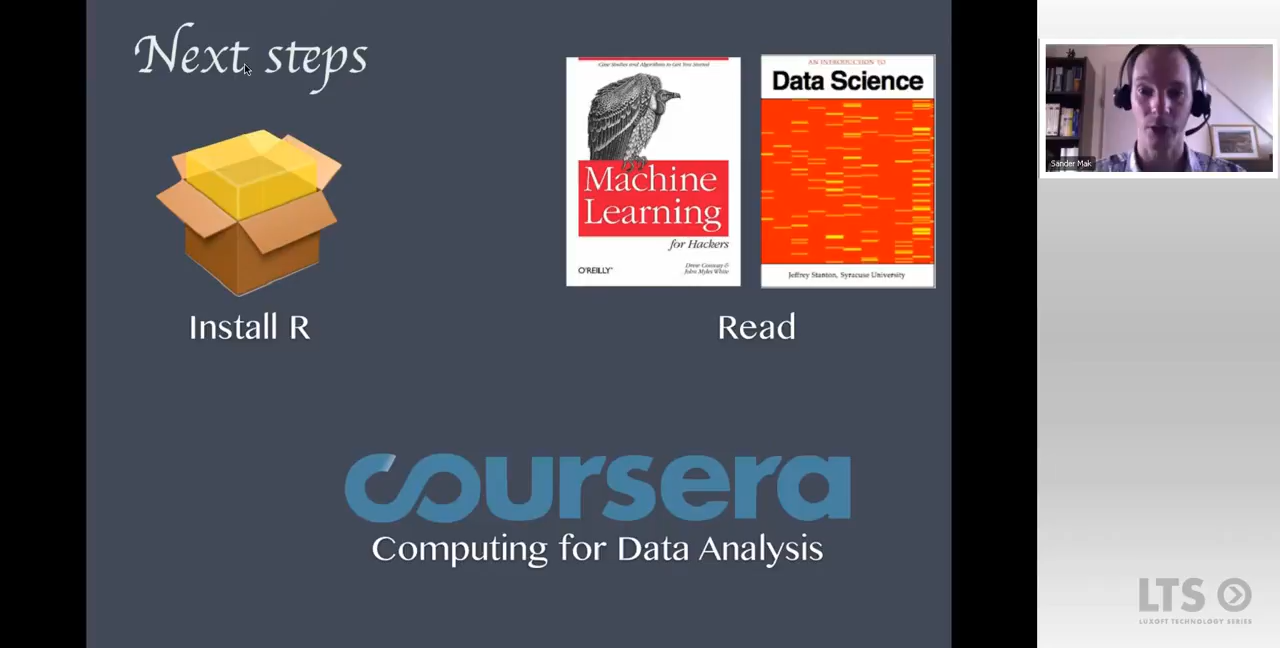 Next steps
Case Studies and Algorithms to Get You Started
Machine
Learning
for Hackers
O'REILLY
Drew Conway &
John Myles White
AN INTRODUCTION TO
Data Science
Jeffrey Stanton, Syracuse University
Install R
Read
coursera
Computing for Data Analysis
Sander Mak
LTS
LUXOFT TECHNOLOGY SERIES